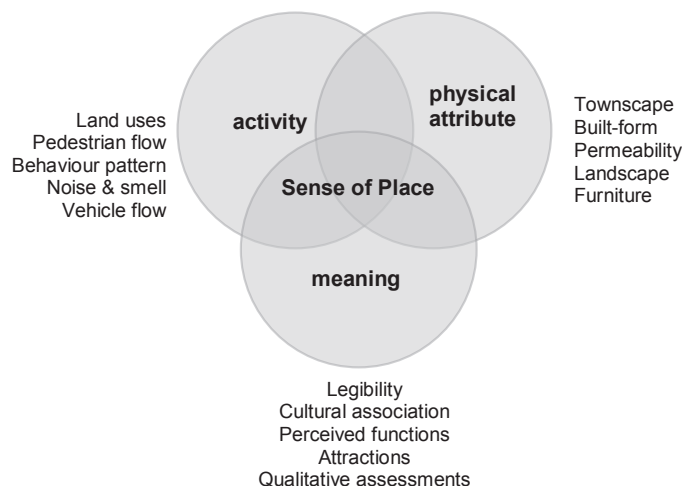 activity
physical
attribute
Sense of Place
meaning
Land uses
Pedestrian flow
Behaviour pattern
Noise & smell
Vehicle flow
Townscape
Built-form
Permeability
Landscape
Furniture
Legibility
Cultural association
Perceived functions
Attractions
Qualitative assessments